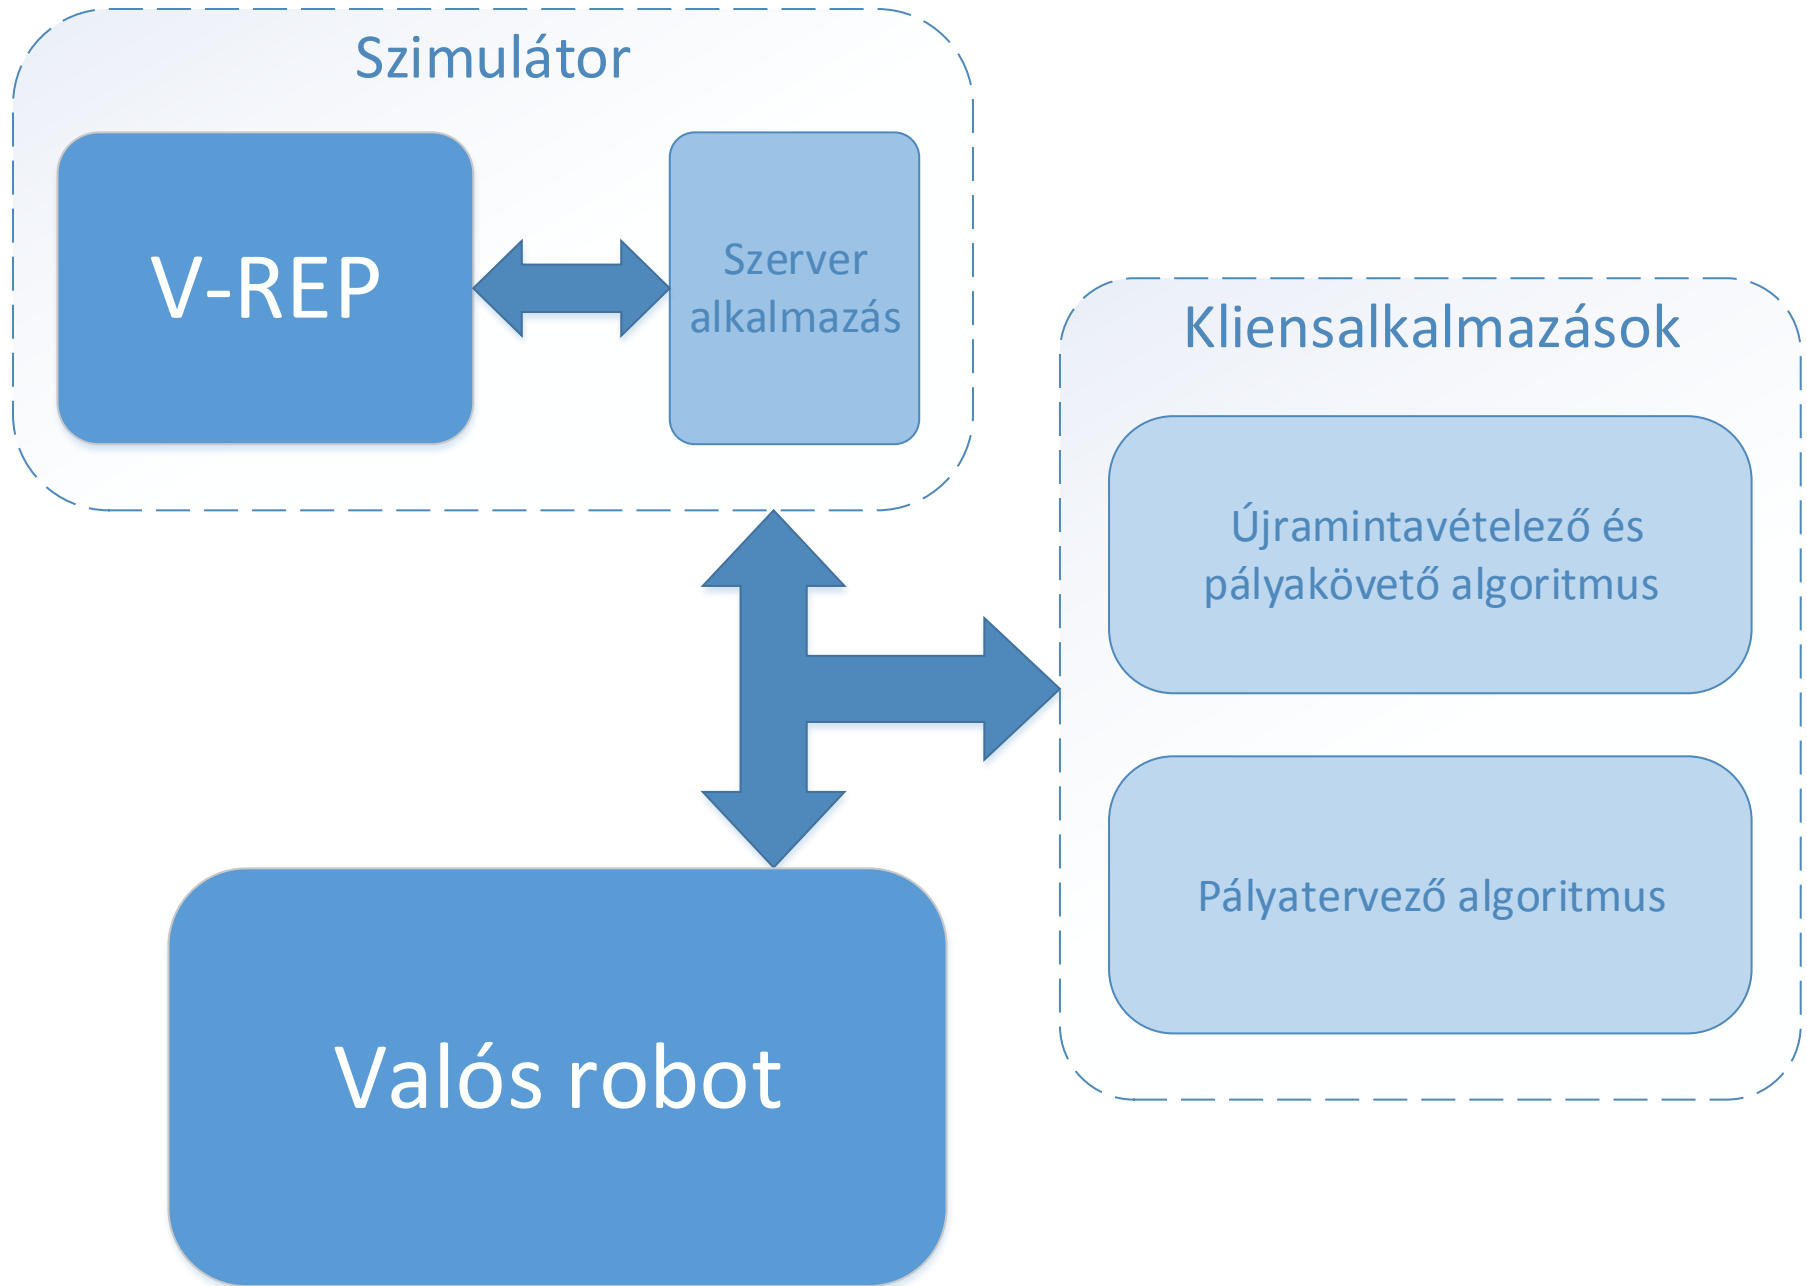 Szimulátor
V-REP
Szerver
alkalmazás
Kliensalkalmazások
Újramintavételező és
pályakövető algoritmus
Pályatervező algoritmus
Valós robot